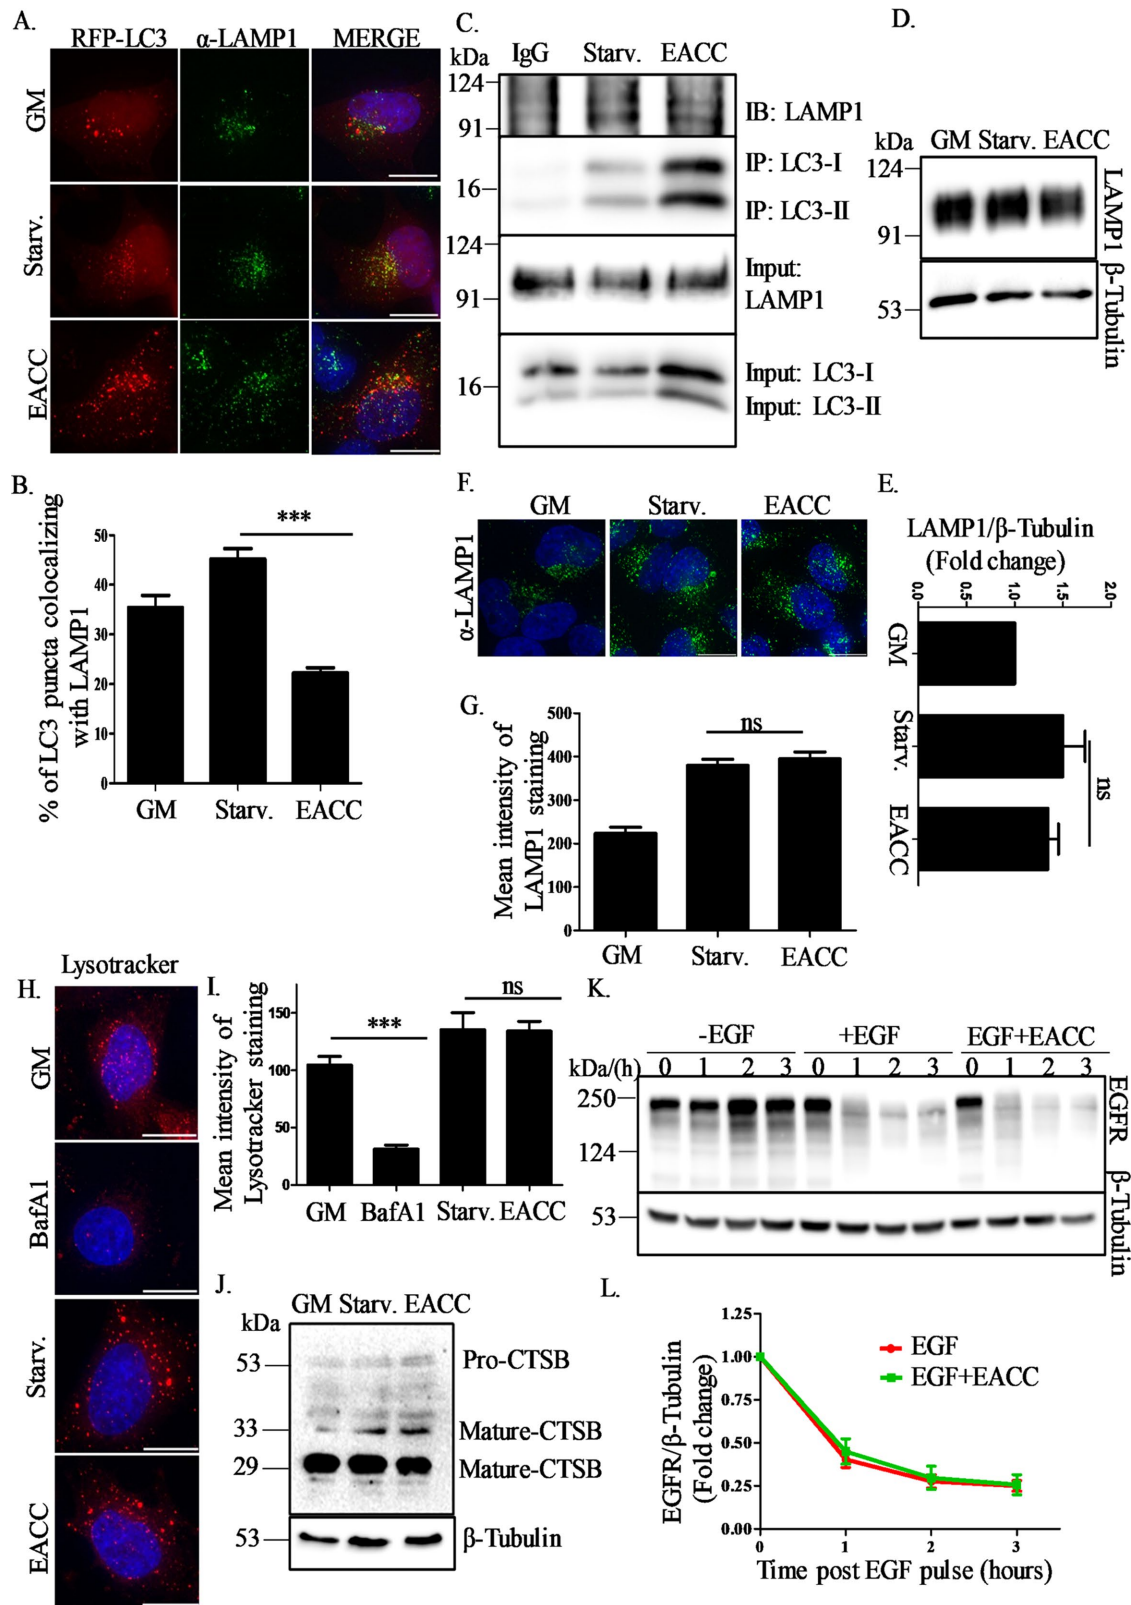 A.
RFP-LC3 α-LAMP1 MERGE
GM
Starv.
EACC
B.
% of LC3 puncta colocalizing
with LAMP1
50
40
30
20
10
0
***
GM Starv. EACC
C.
kDa IgG Starv. EACC
124
91
16
124
91
16
IB: LAMP1
IP: LC3-I
IP: LC3-II
Input:
LAMP1
Input: LC3-I
Input: LC3-II
D.
kDa GM Starv. EACC
124
91
53
LAMP1
β-Tubulin
E.
LAMP1/β-Tubulin
(Fold change)
0.0 0.5 1.0 1.5 2.0
GM
Starv.
EACC
ns
F.
GM Starv. EACC
α-LAMP1
G.
Mean intensity of
LAMP1 staining
500
400
300
200
100
0
ns
GM Starv. EACC
H.
Lysotracker
GM
BafA1
Starv.
EACC
I.
Mean intensity of
Lysotracker staining
150
100
50
0
***
ns
GM BafA1 Starv. EACC
J.
GM Starv. EACC
kDa
53
33
29
53
Pro-CTSB
Mature-CTSB
Mature-CTSB
β-Tubulin
K.
-EGF +EGF EGF+EACC
kDa/(h) 0 1 2 3 0 1 2 3 0 1 2 3
250
124
53
EGFR
β-Tubulin
L.
EGFR/β-Tubulin
(Fold change)
1.25
1.00
0.75
0.50
0.25
0.00
EGF
EGF+EACC
0 1 2 3
Time post EGF pulse (hours)